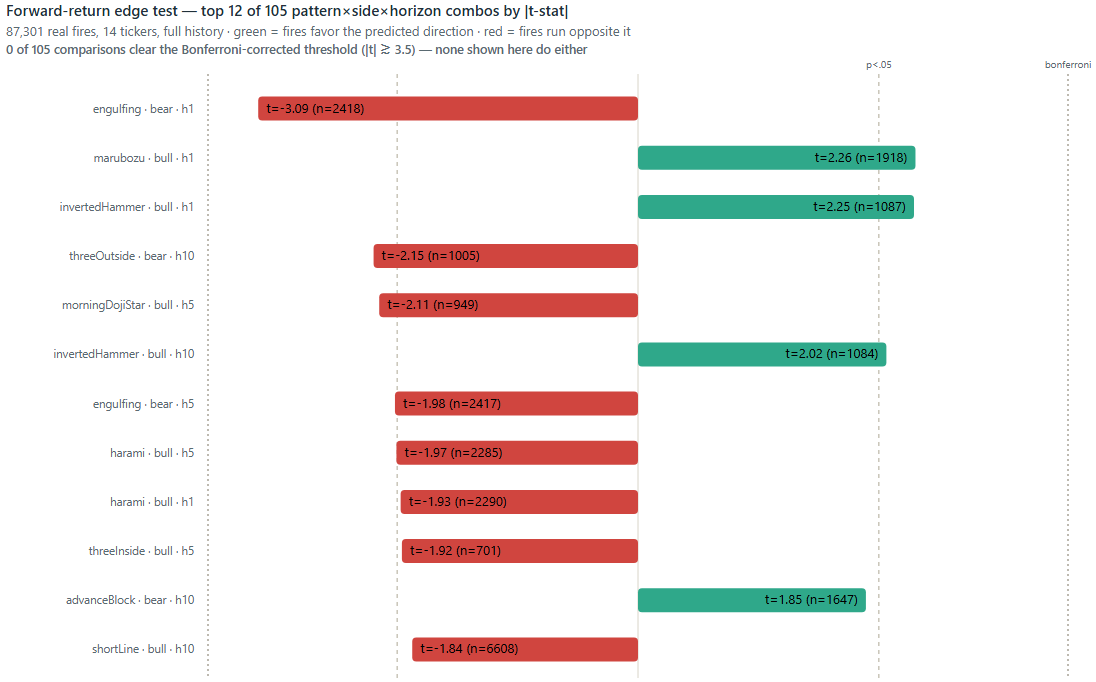 Forward-return edge test — top 12 of 105 pattern×side×horizon combos by |t-stat|
87,301 real fires, 14 tickers, full history · green = fires favor the predicted direction · red = fires run opposite it
0 of 105 comparisons clear the Bonferroni-corrected threshold (|t| ≳ 3.5) — none shown here do either
p<.05
bonferroni
engulfing · bear · h1
t=-3.09 (n=2418)
marubozu · bull · h1
t=2.26 (n=1918)
invertedHammer · bull · h1
t=2.25 (n=1087)
threeOutside · bear · h10
t=-2.15 (n=1005)
morningDojiStar · bull · h5
t=-2.11 (n=949)
invertedHammer · bull · h10
t=2.02 (n=1084)
engulfing · bear · h5
t=-1.98 (n=2417)
harami · bull · h5
t=-1.97 (n=2285)
harami · bull · h1
t=-1.93 (n=2290)
threeInside · bull · h5
t=-1.92 (n=701)
advanceBlock · bear · h10
t=1.85 (n=1647)
shortLine · bull · h10
t=-1.84 (n=6608)